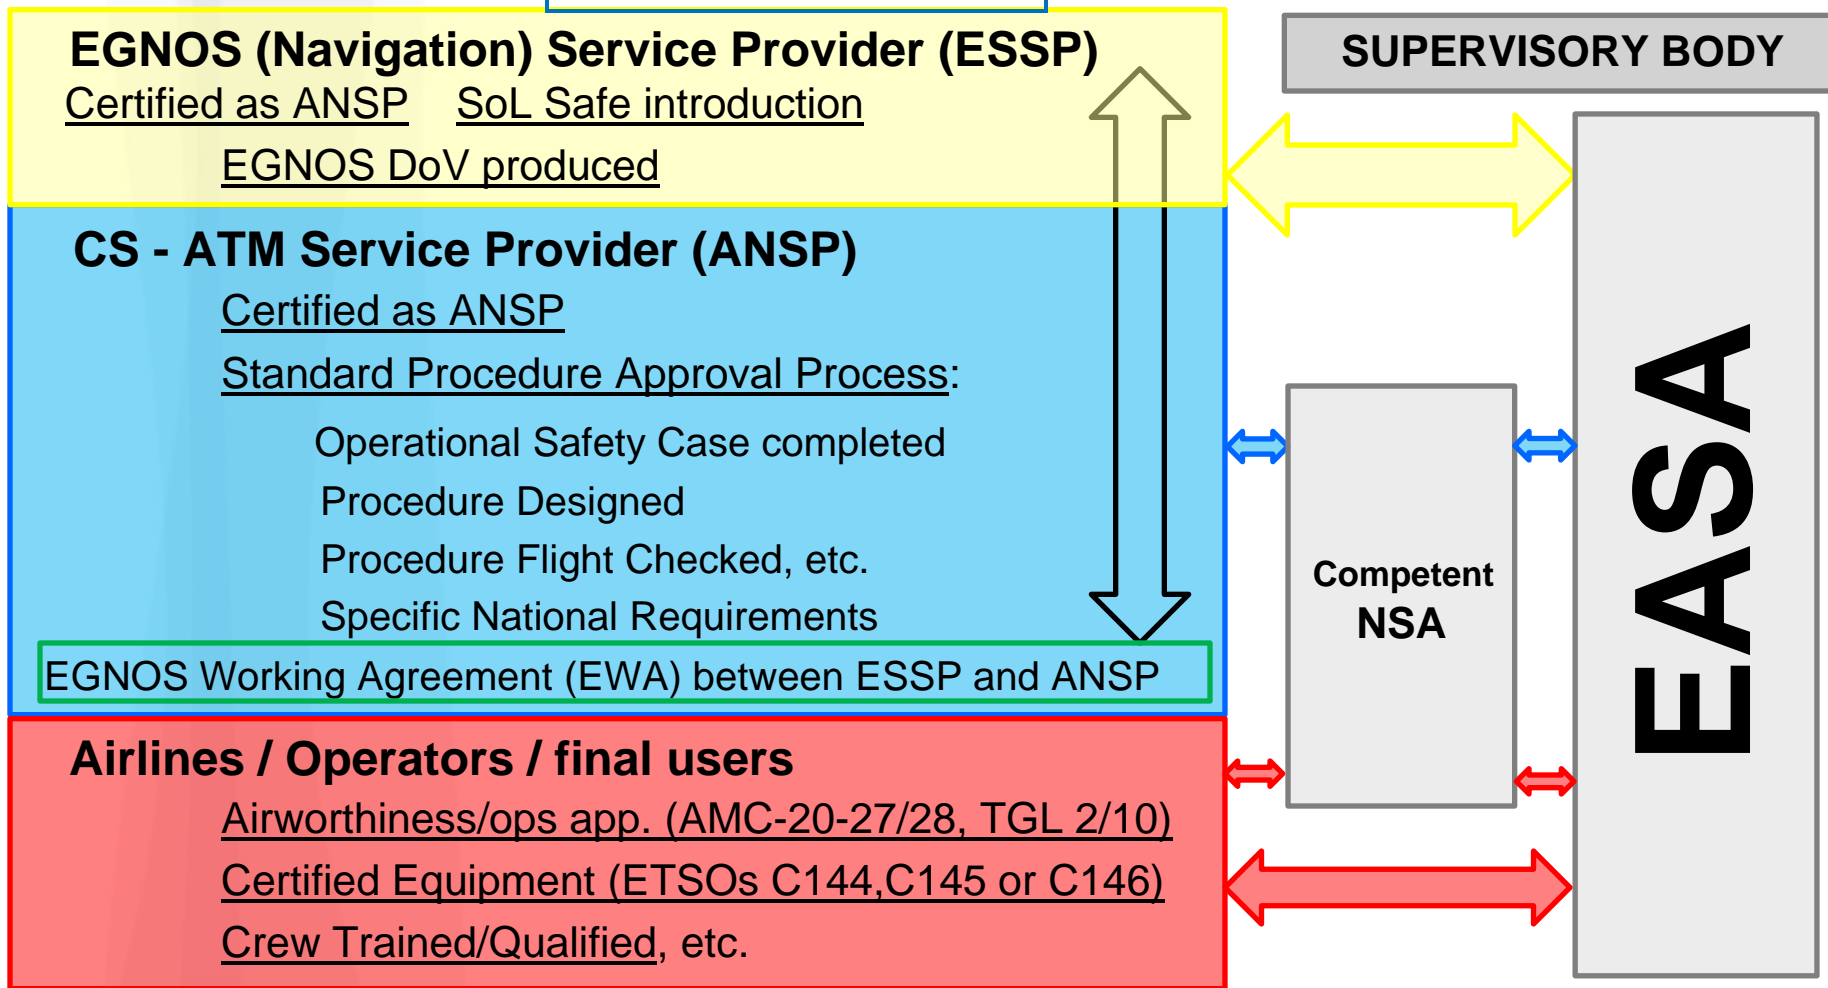 EGNOS (Navigation) Service Provider (ESSP)
Certified as ANSP SoL Safe introduction
EGNOS DoV produced
CS - ATM Service Provider (ANSP)
Certified as ANSP
Standard Procedure Approval Process:
Operational Safety Case completed
Procedure Designed
Procedure Flight Checked, etc.
Specific National Requirements
EGNOS Working Agreement (EWA) between ESSP and ANSP
Airlines / Operators / final users
Airworthiness/ops app. (AMC-20-27/28, TGL 2/10)
Certified Equipment (ETSOs C144,C145 or C146)
Crew Trained/Qualified, etc.
SUPERVISORY BODY
Competent
NSA
EASA